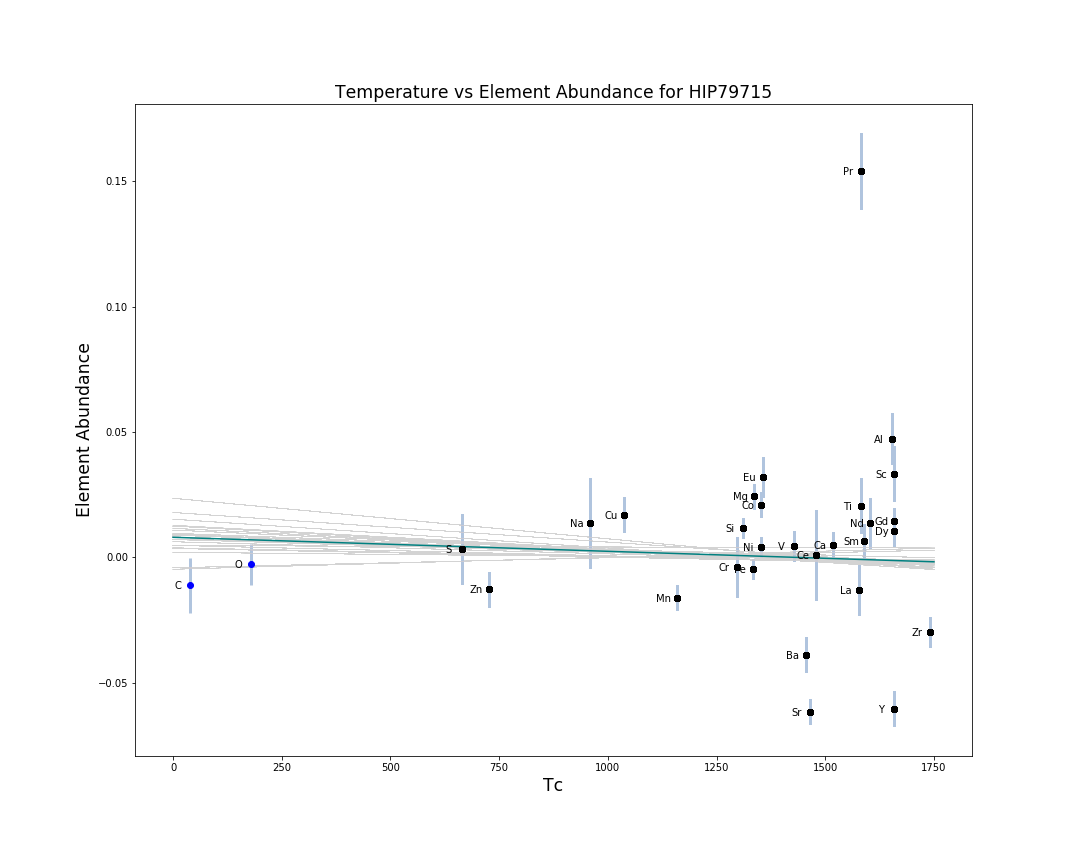 Temperature vs Element Abundance for HIP79715
Element Abundance
0.15
0.10
0.05
0.00
−0.05
Pr
Al
Sc
Eu
Mg
Co
Ti
Cu
Na
Nd
Gd
Si
Dy
Sm
Ca
V
Ni
S
Ce
O
Cr
Fe
C
Zn
La
Mn
Zr
Ba
Y
Sr
0
250
500
750
1000
1250
1500
1750
Tc